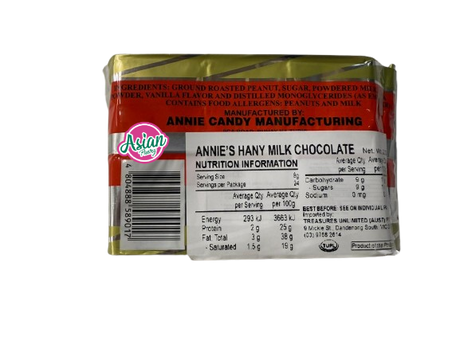 INGREDIENTS: GROUND ROASTED PEANUT, SUGAR, POWDERED MILK
POWDER, VANILLA FLAVOR AND DISTILLED MONOGLYCERIDES (AS
CONTAINS FOOD ALLERGENS: PEANUTS AND MILK
MANUFACTURED BY
ANNIE CANDY MANUFACTURING
Asian
ANNIE'S HANY MILK CHOCOLATE
NUTRITION INFORMATION
Serving Size
Servings per Package
Average Qty. per Serving
Average Qty. per 100g
Energy 293 kJ 3663 kJ
Protein 2 g 25 g
Fat. Total 3 g 38 g
- Saturated 1.5 g 19 g
Average Qty. per Serving
Carbohydrate 9 g
- Sugars 9 g
Sodium 0 mg
BEST BEFORE: SEE ON INDIVIDUAL
Imported by:
TREASURES UNLIMITED (AUST)
9 Mickle St. Dandenong South
Product of